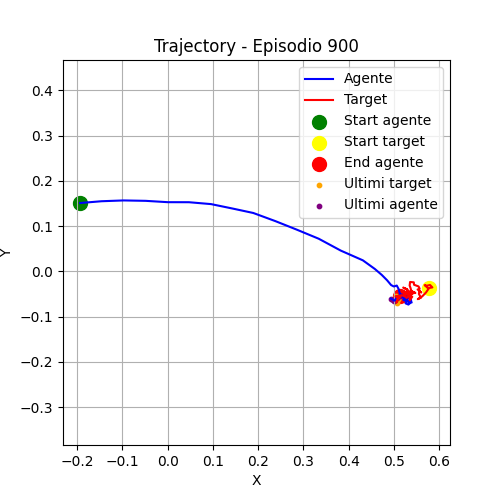 Trajectory - Episodio 900
Agente
Target
Start agente
Start target
End agente
Ultimi target
Ultimi agente
0.4
0.3
0.2
0.1
0.0
−0.1
−0.2
−0.3
Y
−0.2 −0.1 0.0 0.1 0.2 0.3 0.4 0.5 0.6
X